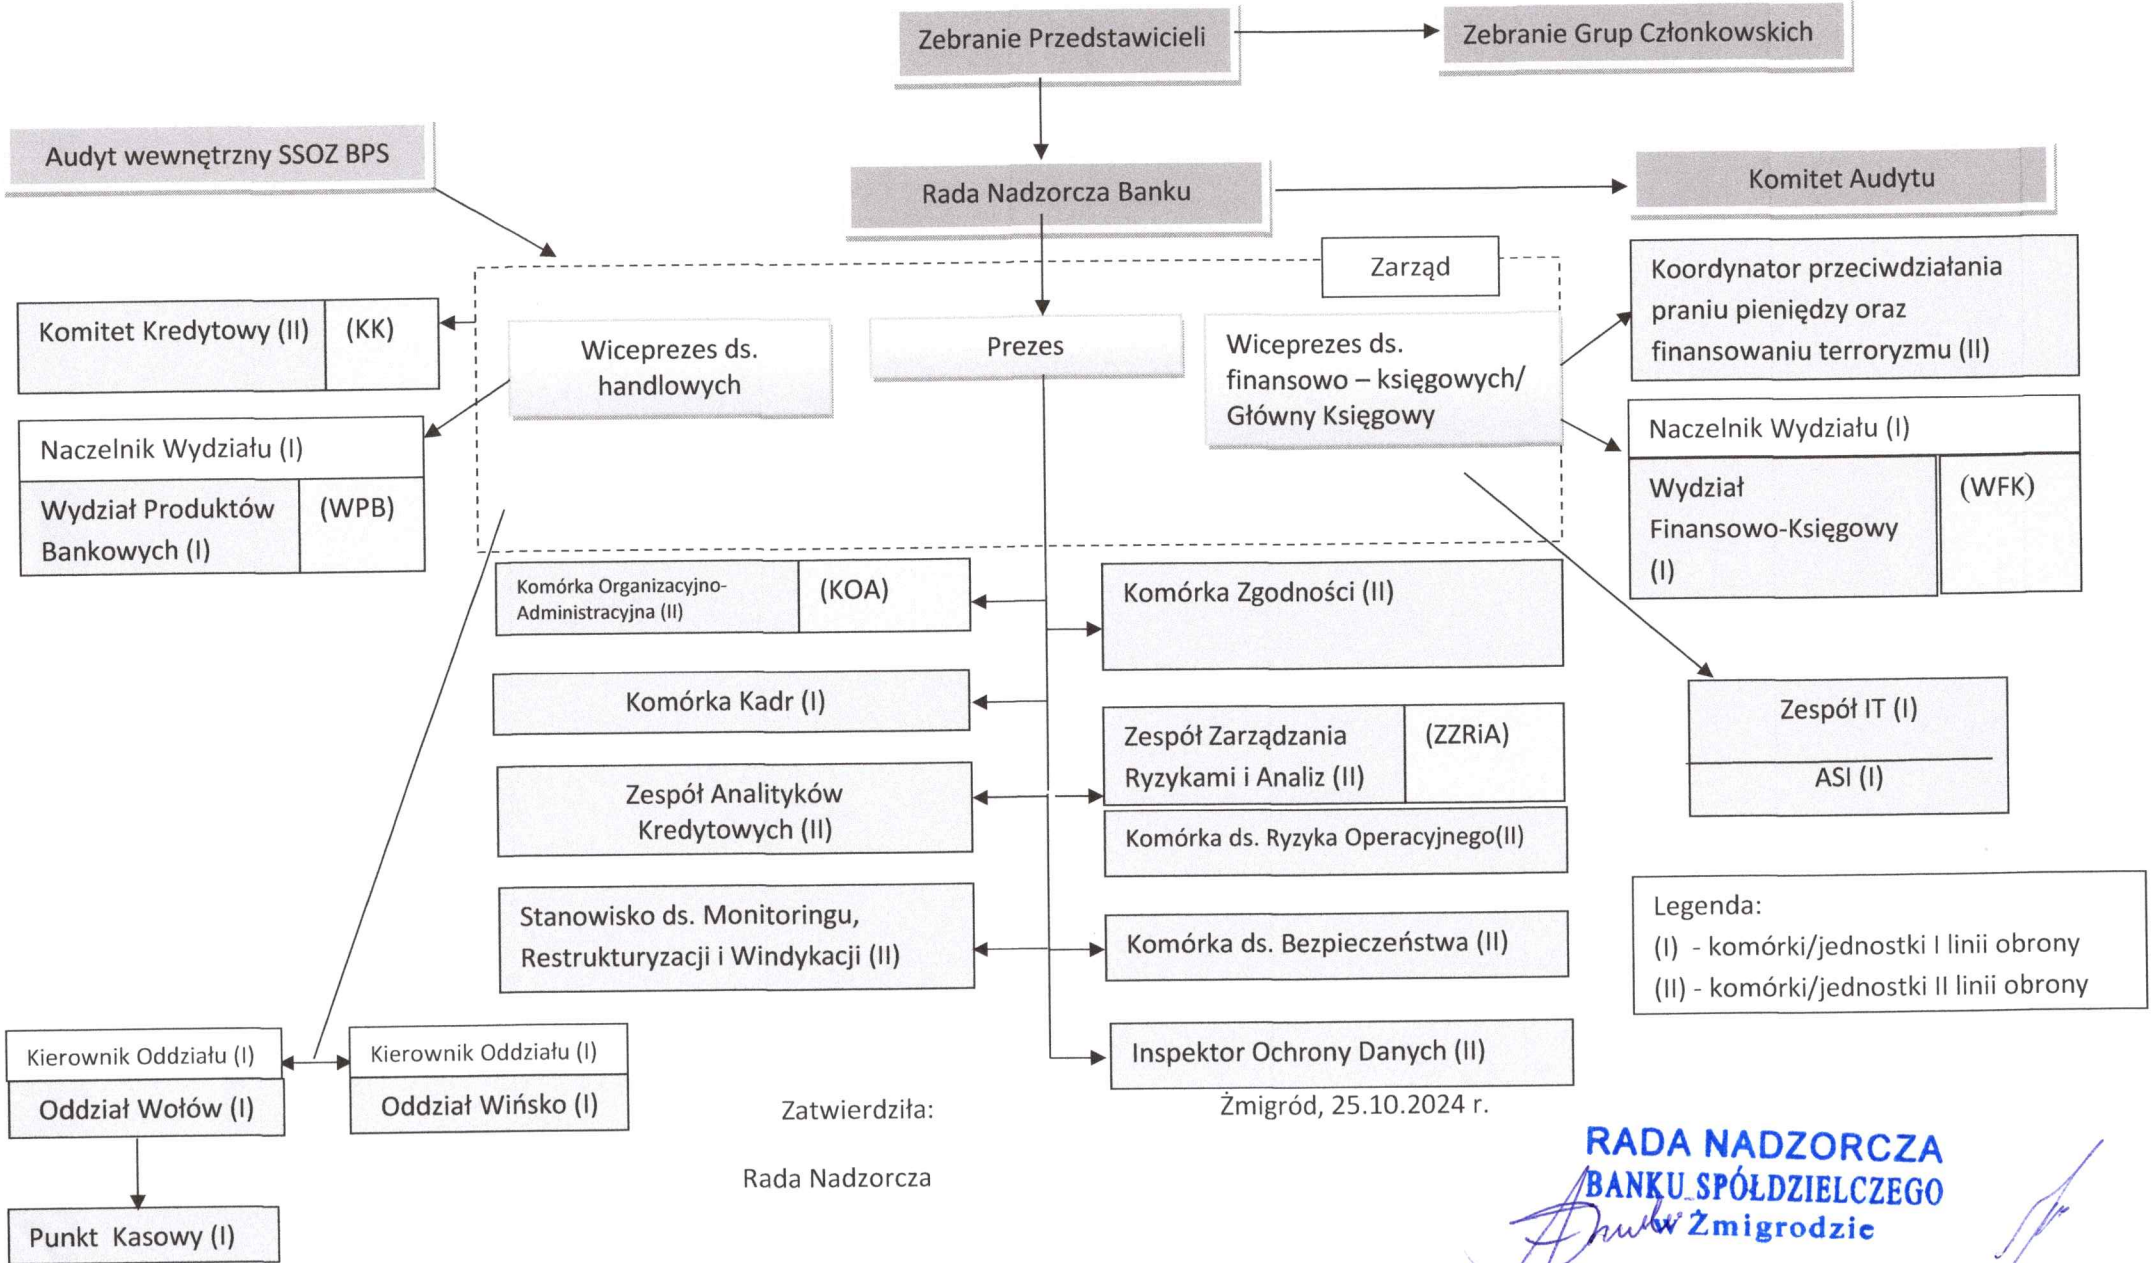 Zebranie Przedstawicieli
Zebranie Grup Członkowskich
Audyt wewnętrzny SSOZ BPS
Rada Nadzorcza Banku
Komitet Audytu
Zarząd
Koordynator przeciwdziałania
praniu pieniędzy oraz
finansowaniu terroryzmu (II)
Komitet Kredytowy (II)
(KK)
Wiceprezes ds.
handlowych
Prezes
Wiceprezes ds.
finansowo – księgowych/
Główny Księgowy
Naczelnik Wydziału (I)
Wydział Produktów
Bankowych (I)
(WPB)
Naczelnik Wydziału (I)
Wydział
Finansowo-Księgowy
(I)
(WFK)
Komórka Organizacyjno-
Administracyjna (II)
(KOA)
Komórka Zgodności (II)
Komórka Kadr (I)
Zespół Zarządzania
Ryzykami i Analiz (II)
(ZZRiA)
Zespół IT (I)
ASI (I)
Zespół Analityków
Kredytowych (II)
Komórka ds. Ryzyka Operacyjnego(II)
Stanowisko ds. Monitoringu,
Restrukturyzacji i Windykacji (II)
Komórka ds. Bezpieczeństwa (II)
Legenda:
(I) - komórki/jednostki I linii obrony
(II) - komórki/jednostki II linii obrony
Kierownik Oddziału (I)
Oddział Wołów (I)
Kierownik Oddziału (I)
Oddział Wińsko (I)
Inspektor Ochrony Danych (II)
Zatwierdziła:
Żmigród, 25.10.2024 r.
Rada Nadzorcza
Punkt Kasowy (I)
RADA NADZORCZA
BANKU SPÓŁDZIELCZEGO
w Żmigrodzie